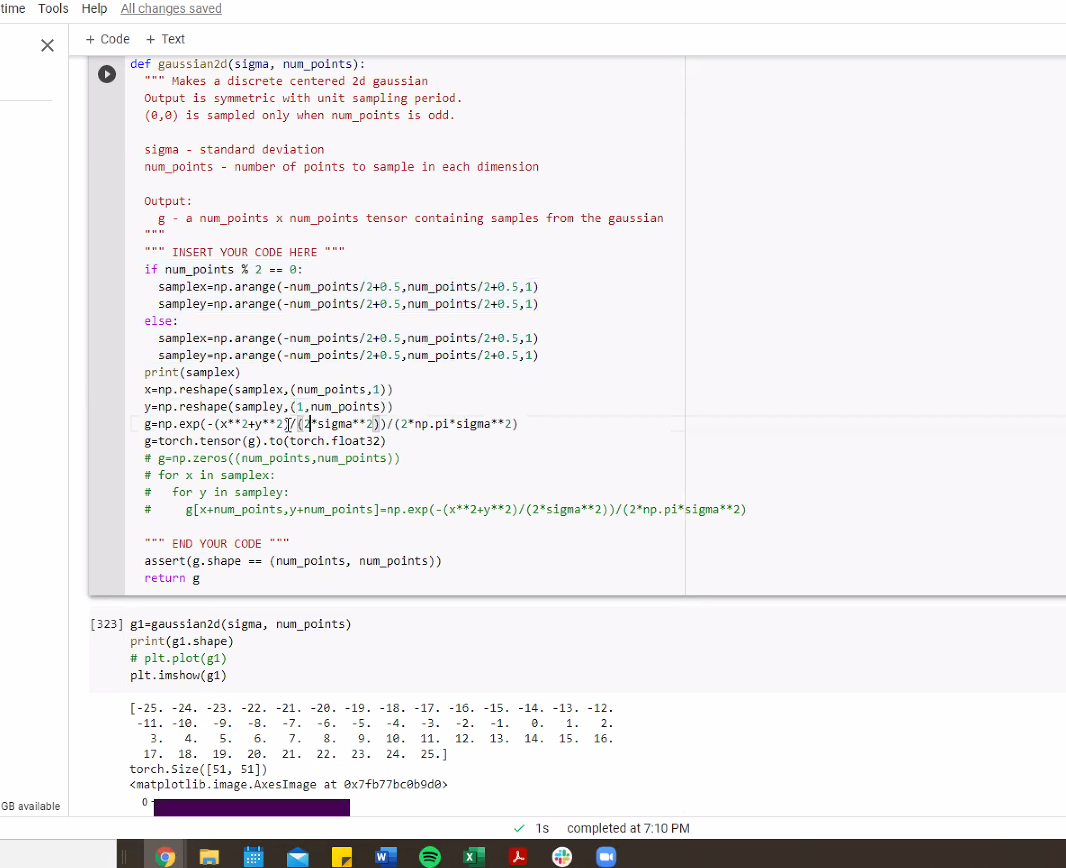 time Tools Help All changes saved
+ Code + Text
def gaussian2d(sigma, num_points):
""" Makes a discrete centered 2d gaussian
Output is symmetric with unit sampling period.
(0,0) is sampled only when num_points is odd.
sigma - standard deviation
num_points - number of points to sample in each dimension
Output:
g - a num_points x num_points tensor containing samples from the gaussian
"""
""" INSERT YOUR CODE HERE """
if num_points % 2 == 0:
samplex=np.arange(-num_points/2+0.5,num_points/2+0.5,1)
sampley=np.arange(-num_points/2+0.5,num_points/2+0.5,1)
else:
samplex=np.arange(-num_points/2+0.5,num_points/2+0.5,1)
sampley=np.arange(-num_points/2+0.5,num_points/2+0.5,1)
print(samplex)
x=np.reshape(samplex,(num_points,1))
y=np.reshape(sampley,(1,num_points))
g=np.exp(-(x**2+y**2)/(2*sigma**2))/(2*np.pi*sigma**2)
g=torch.tensor(g).to(torch.float32)
# g=np.zeros((num_points,num_points))
# for x in samplex:
#   for y in sampley:
#     g[x+num_points,y+num_points]=np.exp(-(x**2+y**2)/(2*sigma**2))/(2*np.pi*sigma**2)
""" END YOUR CODE """
assert(g.shape == (num_points, num_points))
return g
[323] g1=gaussian2d(sigma, num_points)
print(g1.shape)
# plt.plot(g1)
plt.imshow(g1)
[-25. -24. -23. -22. -21. -20. -19. -18. -17. -16. -15. -14. -13. -12.
-11. -10. -9. -8. -7. -6. -5. -4. -3. -2. -1. 0. 1. 2.
3. 4. 5. 6. 7. 8. 9. 10. 11. 12. 13. 14. 15. 16.
17. 18. 19. 20. 21. 22. 23. 24. 25.]
torch.Size([51, 51])
<matplotlib.image.AxesImage at 0x7fb77bc0b9d0>
0
GB available
1s completed at 7:10 PM